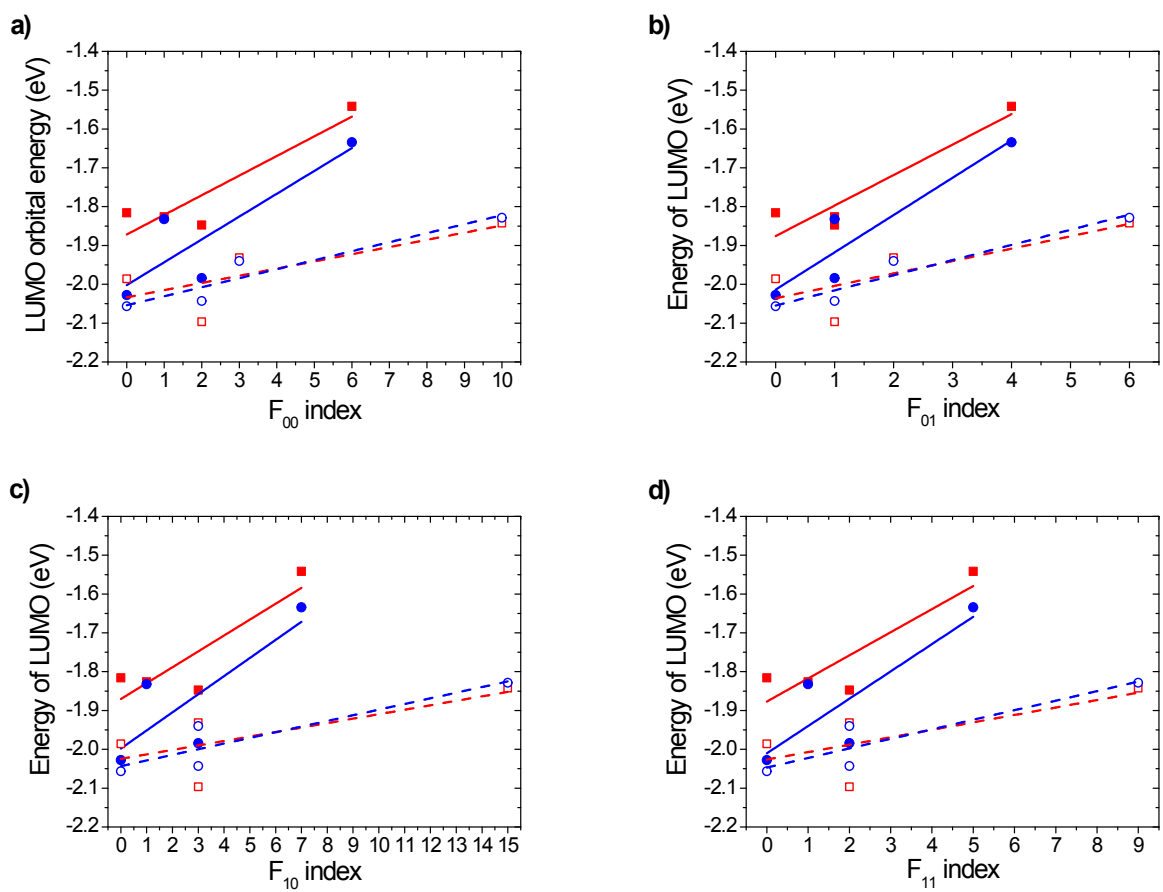 a)
LUMO orbital energy (eV)
-1.4
-1.5
-1.6
-1.7
-1.8
-1.9
-2.0
-2.1
-2.2
0 1 2 3 4 5 6 7 8 9 10
F00 index
b)
Energy of LUMO (eV)
-1.4
-1.5
-1.6
-1.7
-1.8
-1.9
-2.0
-2.1
-2.2
0 1 2 3 4 5 6
F01 index
c)
Energy of LUMO (eV)
-1.4
-1.5
-1.6
-1.7
-1.8
-1.9
-2.0
-2.1
-2.2
0 1 2 3 4 5 6 7 8 9 10 11 12 13 14 15
F10 index
d)
Energy of LUMO (eV)
-1.4
-1.5
-1.6
-1.7
-1.8
-1.9
-2.0
-2.1
-2.2
0 1 2 3 4 5 6 7 8 9
F11 index